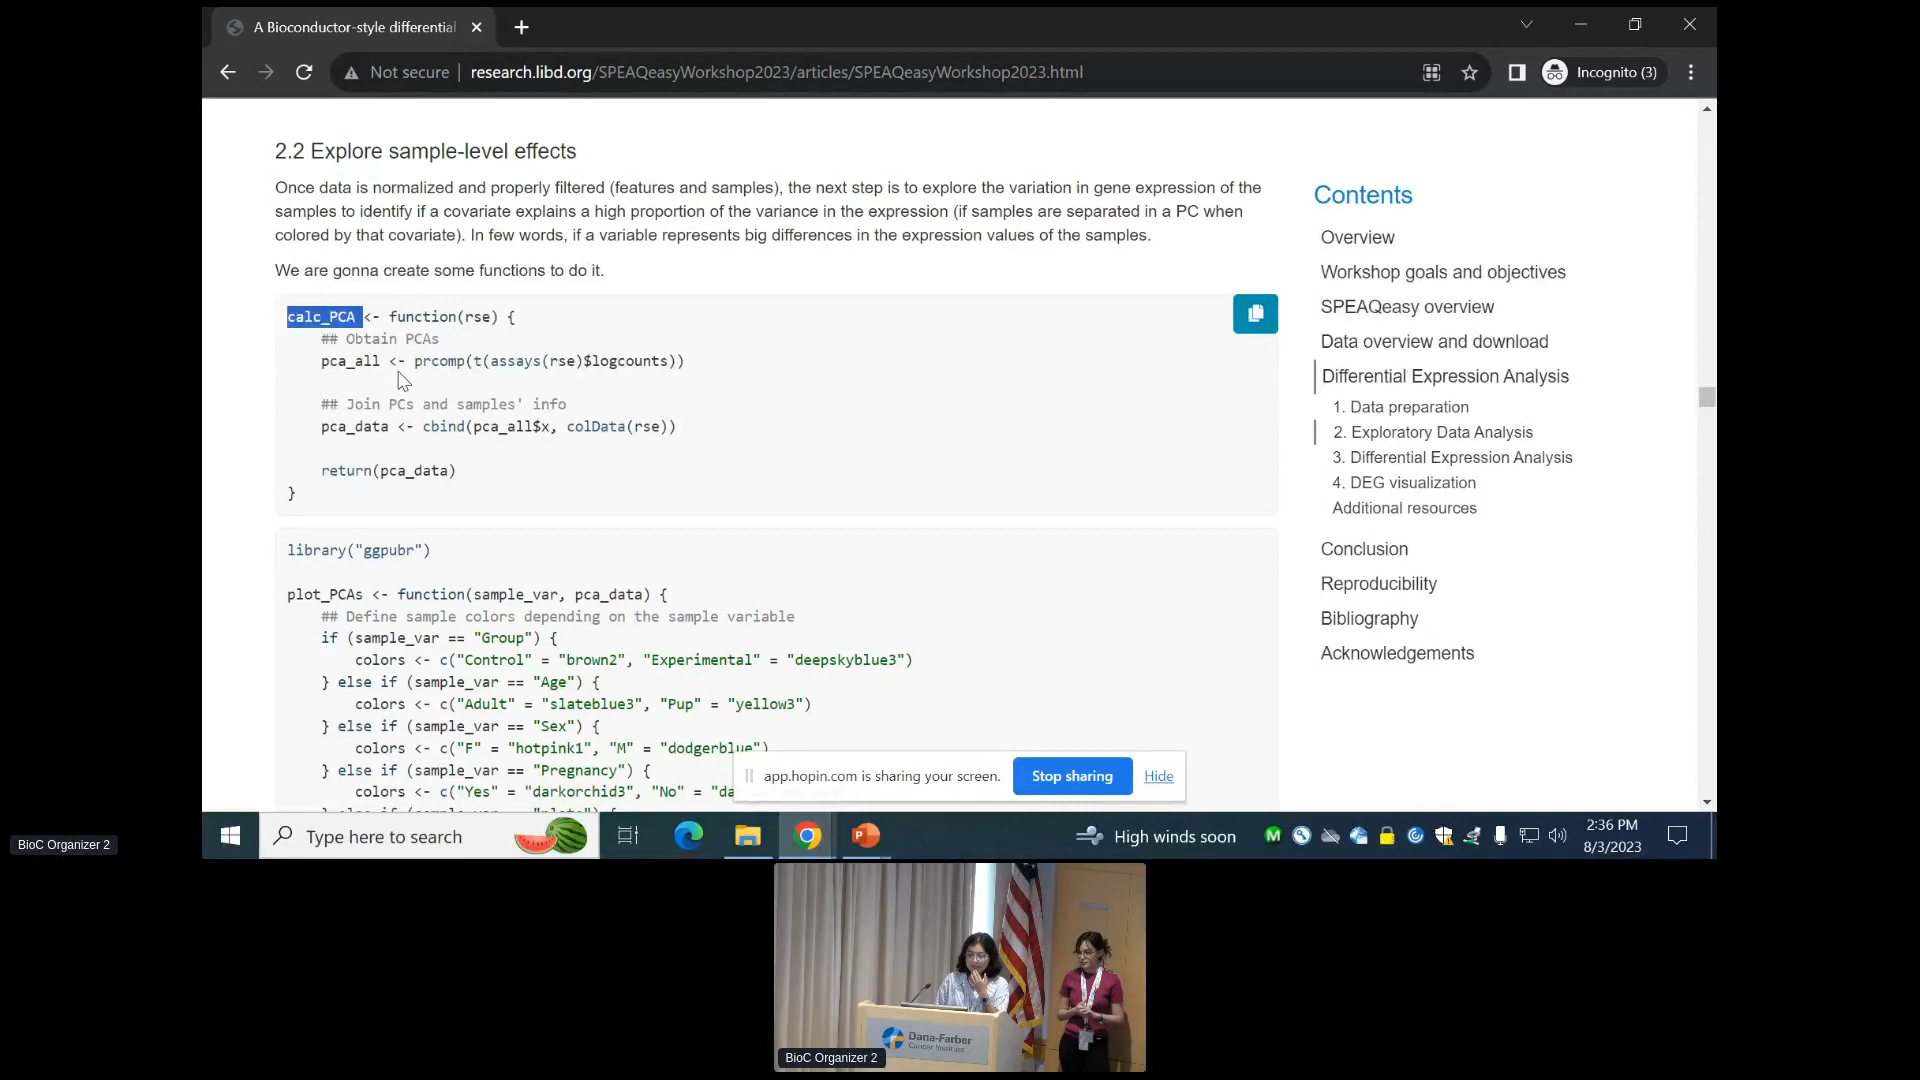 A Bioconductor-style differential
Not secure
research.libd.org/SPEAQeasyWorkshop2023/articles/SPEAQeasyWorkshop2023.html
Incognito (3)
2.2 Explore sample-level effects
Once data is normalized and properly filtered (features and samples), the next step is to explore the variation in gene expression of the
samples to identify if a covariate explains a high proportion of the variance in the expression (if samples are separated in a PC when
colored by that covariate). In few words, if a variable represents big differences in the expression values of the samples.
We are gonna create some functions to do it.
calc_PCA <- function(rse) {
## Obtain PCAs
pca_all <- prcomp(t(assays(rse)$logcounts))
## Join PCs and samples' info
pca_data <- cbind(pca_all$x, colData(rse))
return(pca_data)
}
library("ggpubr")
plot_PCAs <- function(sample_var, pca_data) {
## Define sample colors depending on the sample variable
if (sample_var == "Group") {
colors <- c("Control" = "brown2", "Experimental" = "deepskyblue3")
} else if (sample_var == "Age") {
colors <- c("Adult" = "slateblue3", "Pup" = "yellow3")
} else if (sample_var == "Sex") {
colors <- c("F" = "hotpink1", "M" = "dodgerblue")
} else if (sample_var == "Pregnancy") {
colors <- c("Yes" = "darkorchid3", "No" = "da
Contents
Overview
Workshop goals and objectives
SPEAQeasy overview
Data overview and download
Differential Expression Analysis
1. Data preparation
2. Exploratory Data Analysis
3. Differential Expression Analysis
4. DEG visualization
Additional resources
Conclusion
Reproducibility
Bibliography
Acknowledgements
app.hopin.com is sharing your screen.
Stop sharing
Hide
Type here to search
High winds soon
2:36 PM
8/3/2023
BioC Organizer 2
Dana-Farber
Cancer Institute
BioC Organizer 2